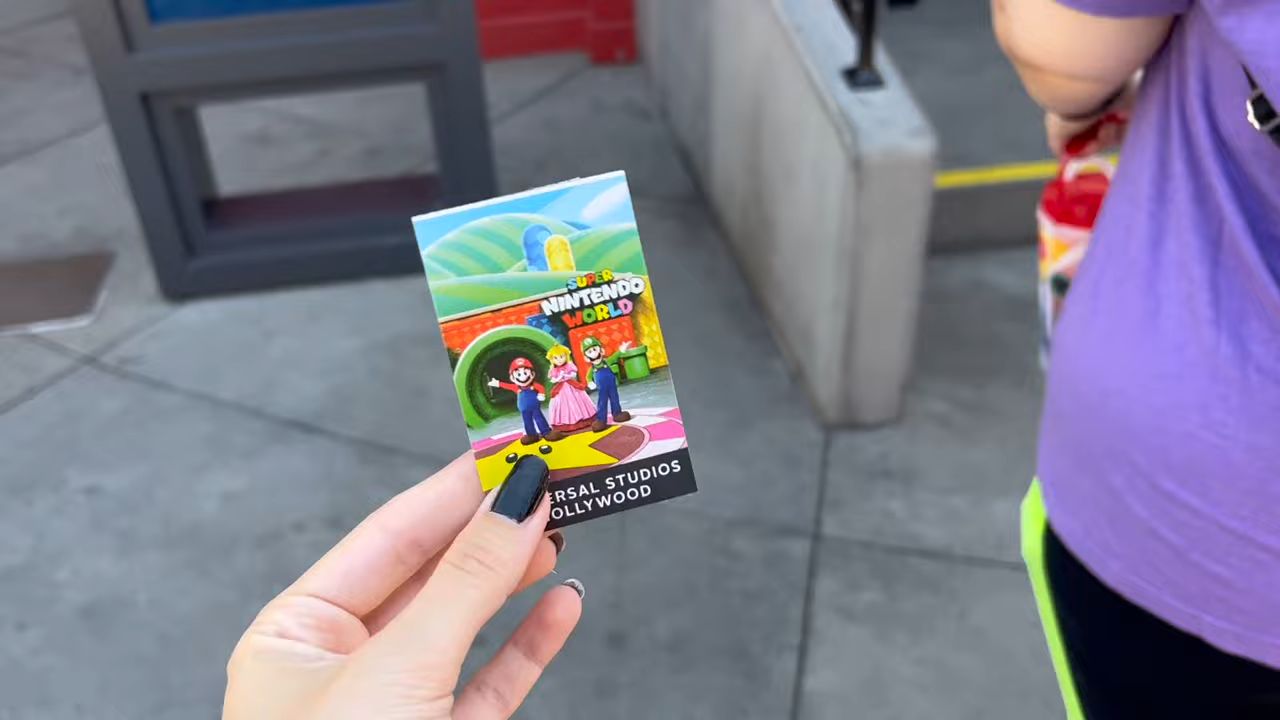 SUPER
NINTENDO
WORLD
ERSAL STUDIOS
OLLYWOOD